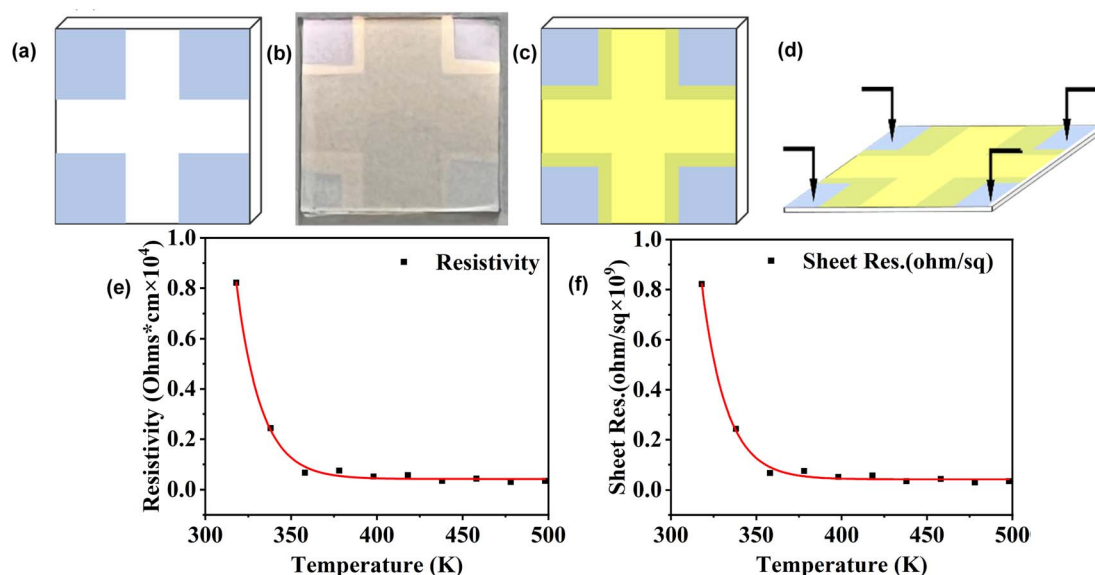 (a)
(b)
(c)
(d)
(e)
1.0
0.8
0.6
0.4
0.2
0.0
Resistivity (Ohms*cm×10⁴)
Resistivity
300 350 400 450 500
Temperature (K)
(f)
1.0
0.8
0.6
0.4
0.2
0.0
Sheet Res.(ohm/sq×10⁹)
Sheet Res.(ohm/sq)
300 350 400 450 500
Temperature (K)